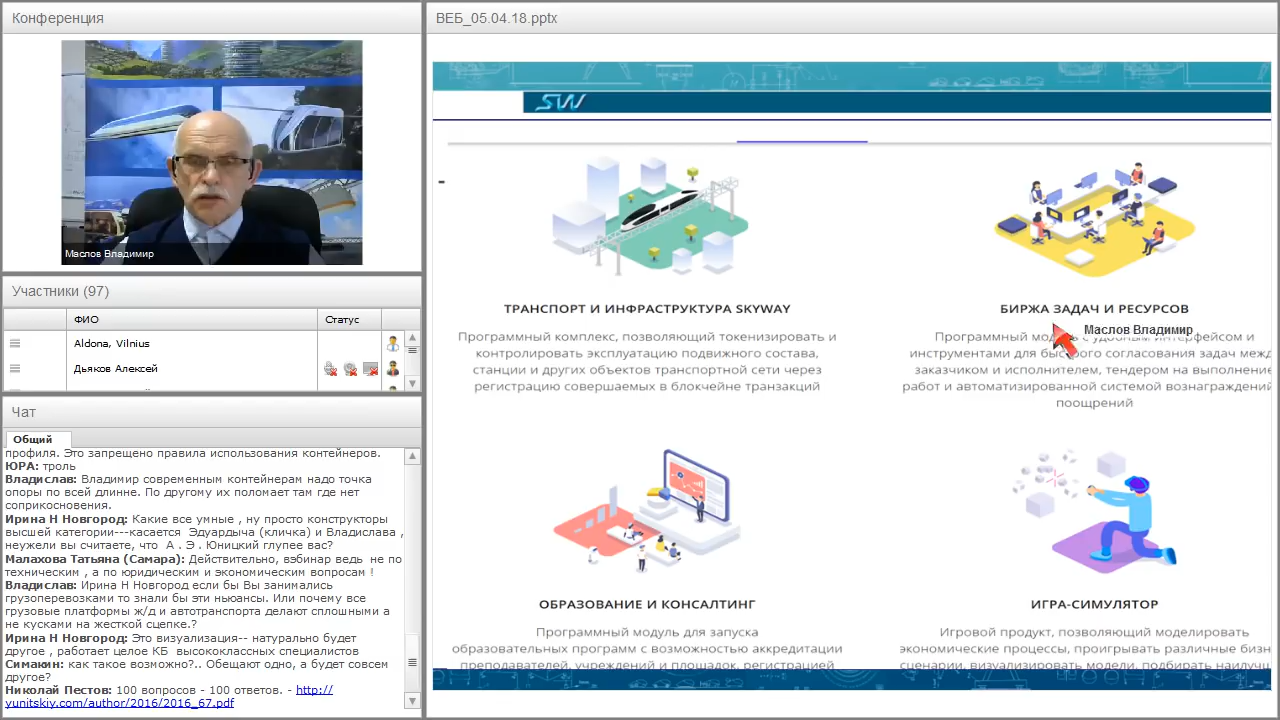 Конференция
Маслов Владимир
Участники (97)
ФИО
Статус
Aldona, Vilnius
Дьяков Алексей
Чат
Общий
профиля. Это запрещено правила использования контейнеров.
ЮРА: троль
Владислав: Владимир современным контейнерам надо точка
опоры по всей длинне. По другому их поломает там где нет
соприкосновения.
Ирина Н Новгород: Какие все умные , ну просто конструкторы
высшей категории---касается Эдуардыча (кличка) и Владислава ,
неужели вы считаете, что А . Э . Юницкий глупее вас?
Малахова Татьяна (Самара): Действительно, вэбинар ведь не по
техническим , а по юридическим и экономическим вопросам !
Владислав: Ирина Н Новгород если бы Вы занимались
грузоперевозками то знали бы эти ньюансы. Или почему все
грузовые платформы ж/д и автотранспорта делают сплошными а
не кусками на жесткой сцепке.?
Ирина Н Новгород: Это визуализация-- натурально будет
другое , работает целое КБ высококлассных специалистов
Симакин: как такое возможно?.. Обещают одно, а будет совсем
другое?
Николай Пестов: 100 вопросов - 100 ответов. - http://
yunitskiy.com/author/2016/2016_67.pdf
ВЕБ_05.04.18.pptx
SW
ТРАНСПОРТ И ИНФРАСТРУКТУРА SKYWAY
Программный комплекс, позволяющий токенизировать и
контролировать эксплуатацию подвижного состава,
станции и других объектов транспортной сети через
регистрацию совершаемых в блокчейне транзакций
БИРЖА ЗАДАЧ И РЕСУРСОВ
Маслов Владимир
Программный с удобным интерфейсом и
инструментами для быстрого согласования задач межд
заказчиком и исполнителем, тендером на выполнение
работ и автоматизированной системой вознаграждений
поощрений
ОБРАЗОВАНИЕ И КОНСАЛТИНГ
Программный модуль для запуска
образовательных программ с возможностью аккредитации
преподавателей, учреждений и площадок, регистрацией
ИГРА-СИМУЛЯТОР
Игровой продукт, позволяющий моделировать
экономические процессы, проигрывать различные бизн
сценарии, визуализировать модели, подбирать наилучш